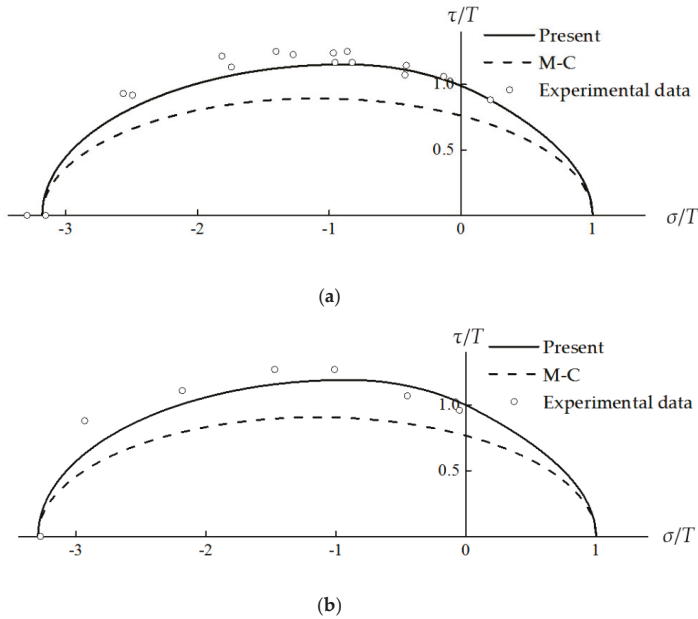 τ/T
Present
M-C
Experimental data
1.0
0.5
-3 -2 -1 0 1
σ/T
(a)
τ/T
Present
M-C
Experimental data
1.0
0.5
-3 -2 -1 0 1
σ/T
(b)